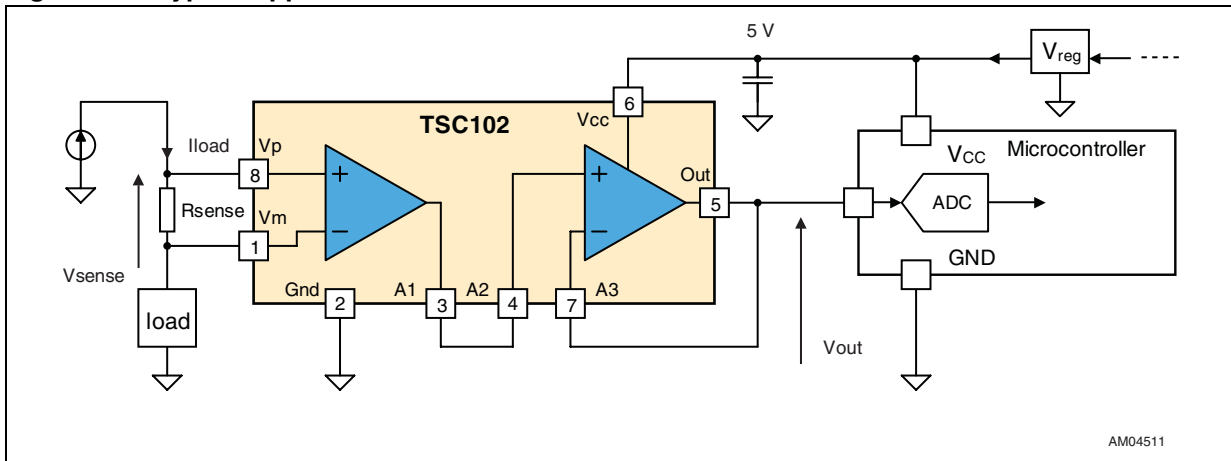 5 V
Vreg
TSC102
6
Vcc
Iload
Vp
8
Rsense
Vm
1
Vsense
load
Gnd
2
A1
3
A2
4
7
A3
Out
5
Vout
VCC
Microcontroller
ADC
GND
AM04511